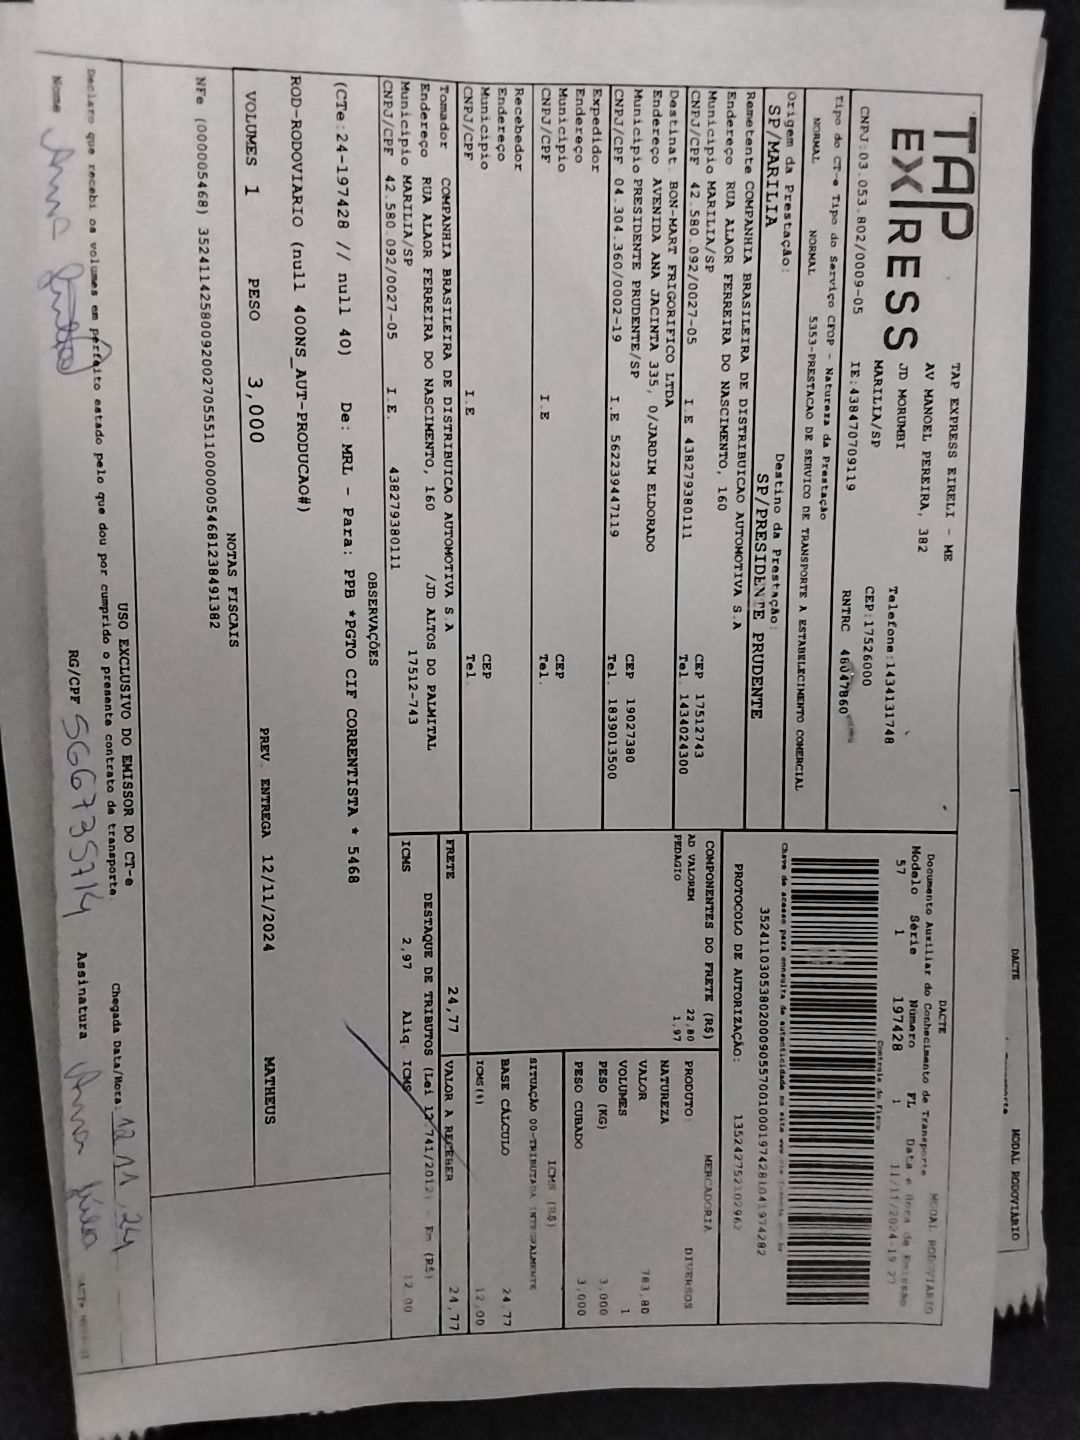 TAP EXPRESS
TAP EXPRESS EIRELI - ME
AV MANOEL PEREIRA, 382
JD MORUMBI
MARILIA/SP
Telefone:1434131748
CEP:17526000
CNPJ:03.053.802/0009-05 IE:438470709119 RNTRC 46047860
Tipo do CT-e Tipo do Serviço CFOP - Natureza da Prestação
NORMAL NORMAL 5353-PRESTACAO DE SERVICO DE TRANSPORTE A ESTABELECIMENTO COMERCIAL
Origem da Prestação: Destino da Prestação:
SP/MARILIA SP/PRESIDENTE PRUDENTE
Remetente COMPANHIA BRASILEIRA DE DISTRIBUICAO AUTOMOTIVA S.A
Endereço RUA ALAOR FERREIRA DO NASCIMENTO, 160
Município MARILIA/SP CEP 17512743
CNPJ/CPF 42.580.092/0027-05 I.E 438279380111 Tel. 1434024300
Destinat. BON-MART FRIGORIFICO LTDA
Endereço AVENIDA ANA JACINTA 335, 0/JARDIM ELDORADO
Município PRESIDENTE PRUDENTE/SP CEP 19027380
CNPJ/CPF 04.304.360/0002-19 I.E 562239447119 Tel. 1839013500
Expedidor
Endereço
Município CEP
CNPJ/CPF I.E Tel.
Recebedor
Endereço
Município CEP
CNPJ/CPF I.E Tel.
Tomador COMPANHIA BRASILEIRA DE DISTRIBUICAO AUTOMOTIVA S.A
Endereço RUA ALAOR FERREIRA DO NASCIMENTO, 160 /JD ALTOS DO PALMITAL
Município MARILIA/SP 17512-743
CNPJ/CPF 42.580.092/0027-05 I.E. 438279380111
DACTE MODAL RODOVIÁRIO
Documento Auxiliar do Conhecimento de Transporte
Modelo Série Número FL Data e Hora de Emissão
57 1 197428 1 11/11/2024-19:27
Controle do Fisco
Chave de acesso para consulta de autenticidade no site
35241103053802000905570010001974281041974282
PROTOCOLO DE AUTORIZAÇÃO: 135242752102962
COMPONENTES DO FRETE (R$)
AD VALOREM 22,80
PEDAGIO 1,97
PRODUTO: MERCADORIA
NATUREZA DIVERSOS
VALOR 783,80
VOLUMES 1
PESO (KG) 3,000
PESO CUBADO 3,000
ICMS (R$)
SITUAÇÃO 00-TRIBUTADA INTEGRALMENTE
BASE CÁLCULO 24,77
ICMS(%) 12,00
FRETE 24,77 VALOR A RECEBER 24,77
DESTAQUE DE TRIBUTOS (Lei 12.741/2012) - Em (R$)
ICMS 2,97 Aliq. ICMS 12,00
OBSERVAÇÕES
(CTe:24-197428 // null 40) De: MRL - Para: PPB *PGTO CIF CORRENTISTA * 5468
ROD-RODOVIARIO (null 400NS_AUT-PRODUCAO#)
VOLUMES 1 PESO 3,000 PREV. ENTREGA 12/11/2024 MATHEUS
NOTAS FISCAIS
NFe (000005468) 35241142580092002705551100000054681238491382
USO EXCLUSIVO DO EMISSOR DO CT-e
Declaro que recebi os volumes em perfeito estado pelo que dou por cumprido o presente contrato de transporte. Chegada Data/Hora: 12 11 24
Nome RG/CPF 566735714 Assinatura Ana Júlia
DACTE MODAL RODOVIÁRIO